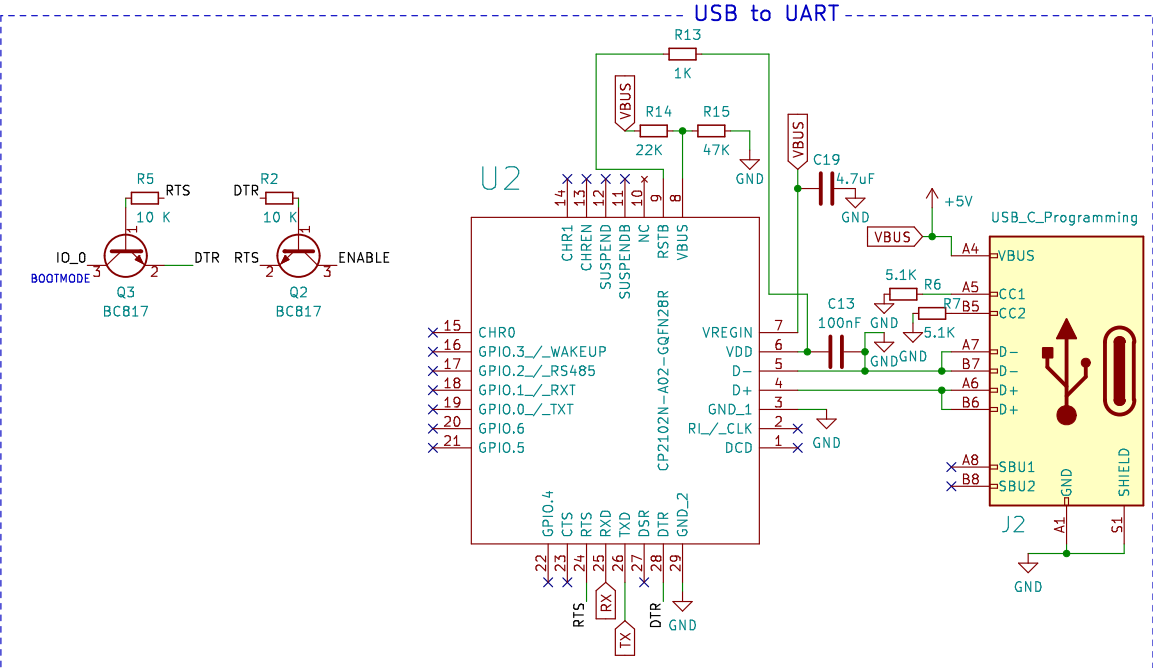 USB to UART
R13
1K
VBUS
R14
R15
22K
47K
GND
VBUS
C19
4.7uF
GND
+5V
VBUS
USB_C_Programming
R5
RTS
10 K
1
IO_0
BOOTMODE
3
2
DTR
Q3
BC817
DTR
R2
10 K
1
RTS
2
3
ENABLE
Q2
BC817
U2
14
13
12
11
10
9
8
CHR1
CHREN
SUSPEND
SUSPENDB
NC
RSTB
VBUS
CP2102N-A02-GQFN28R
15 CHR0
16 GPIO.3_/_WAKEUP
17 GPIO.2_/_RS485
18 GPIO.1_/_RXT
19 GPIO.0_/_TXT
20 GPIO.6
21 GPIO.5
VREGIN 7
VDD 6
D- 5
D+ 4
GND_1 3
RI_/_CLK 2
DCD 1
GPIO.4
CTS
RTS
RXD
TXD
DSR
DTR
GND_2
22
23
24
25
26
27
28
29
RTS
RX
TX
DTR
GND
C13
100nF
GND
GND
5.1K
R6
GND
R7
5.1K
A4 VBUS
A5 CC1
B5 CC2
A7 D-
B7 D-
A6 D+
B6 D+
A8 SBU1
B8 SBU2
GND
SHIELD
J2
A1
S1
GND
GND